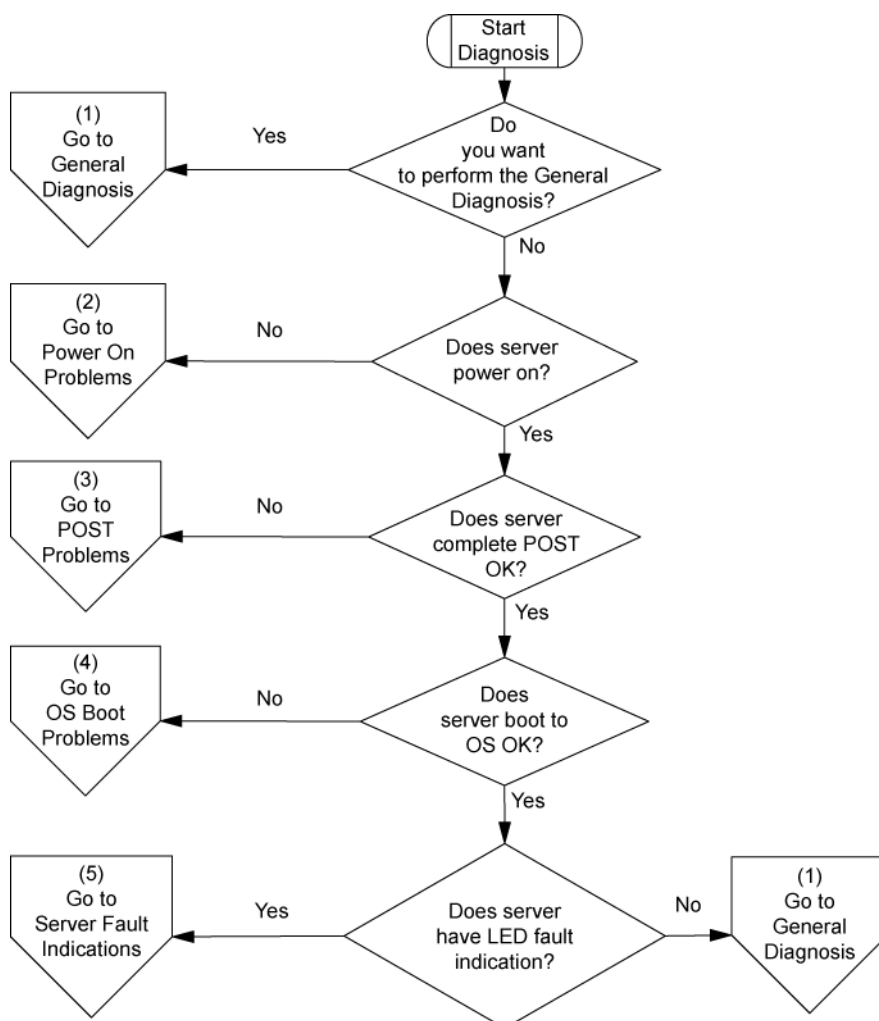 Start
Diagnosis
(1)
Go to
General
Diagnosis
Yes
Do
you want
to perform the General
Diagnosis?
No
(2)
Go to
Power On
Problems
No
Does server
power on?
Yes
(3)
Go to
POST
Problems
No
Does server
complete POST
OK?
Yes
(4)
Go to
OS Boot
Problems
No
Does
server boot to
OS OK?
Yes
(5)
Go to
Server Fault
Indications
Yes
Does server
have LED fault
indication?
No
(1)
Go to
General
Diagnosis